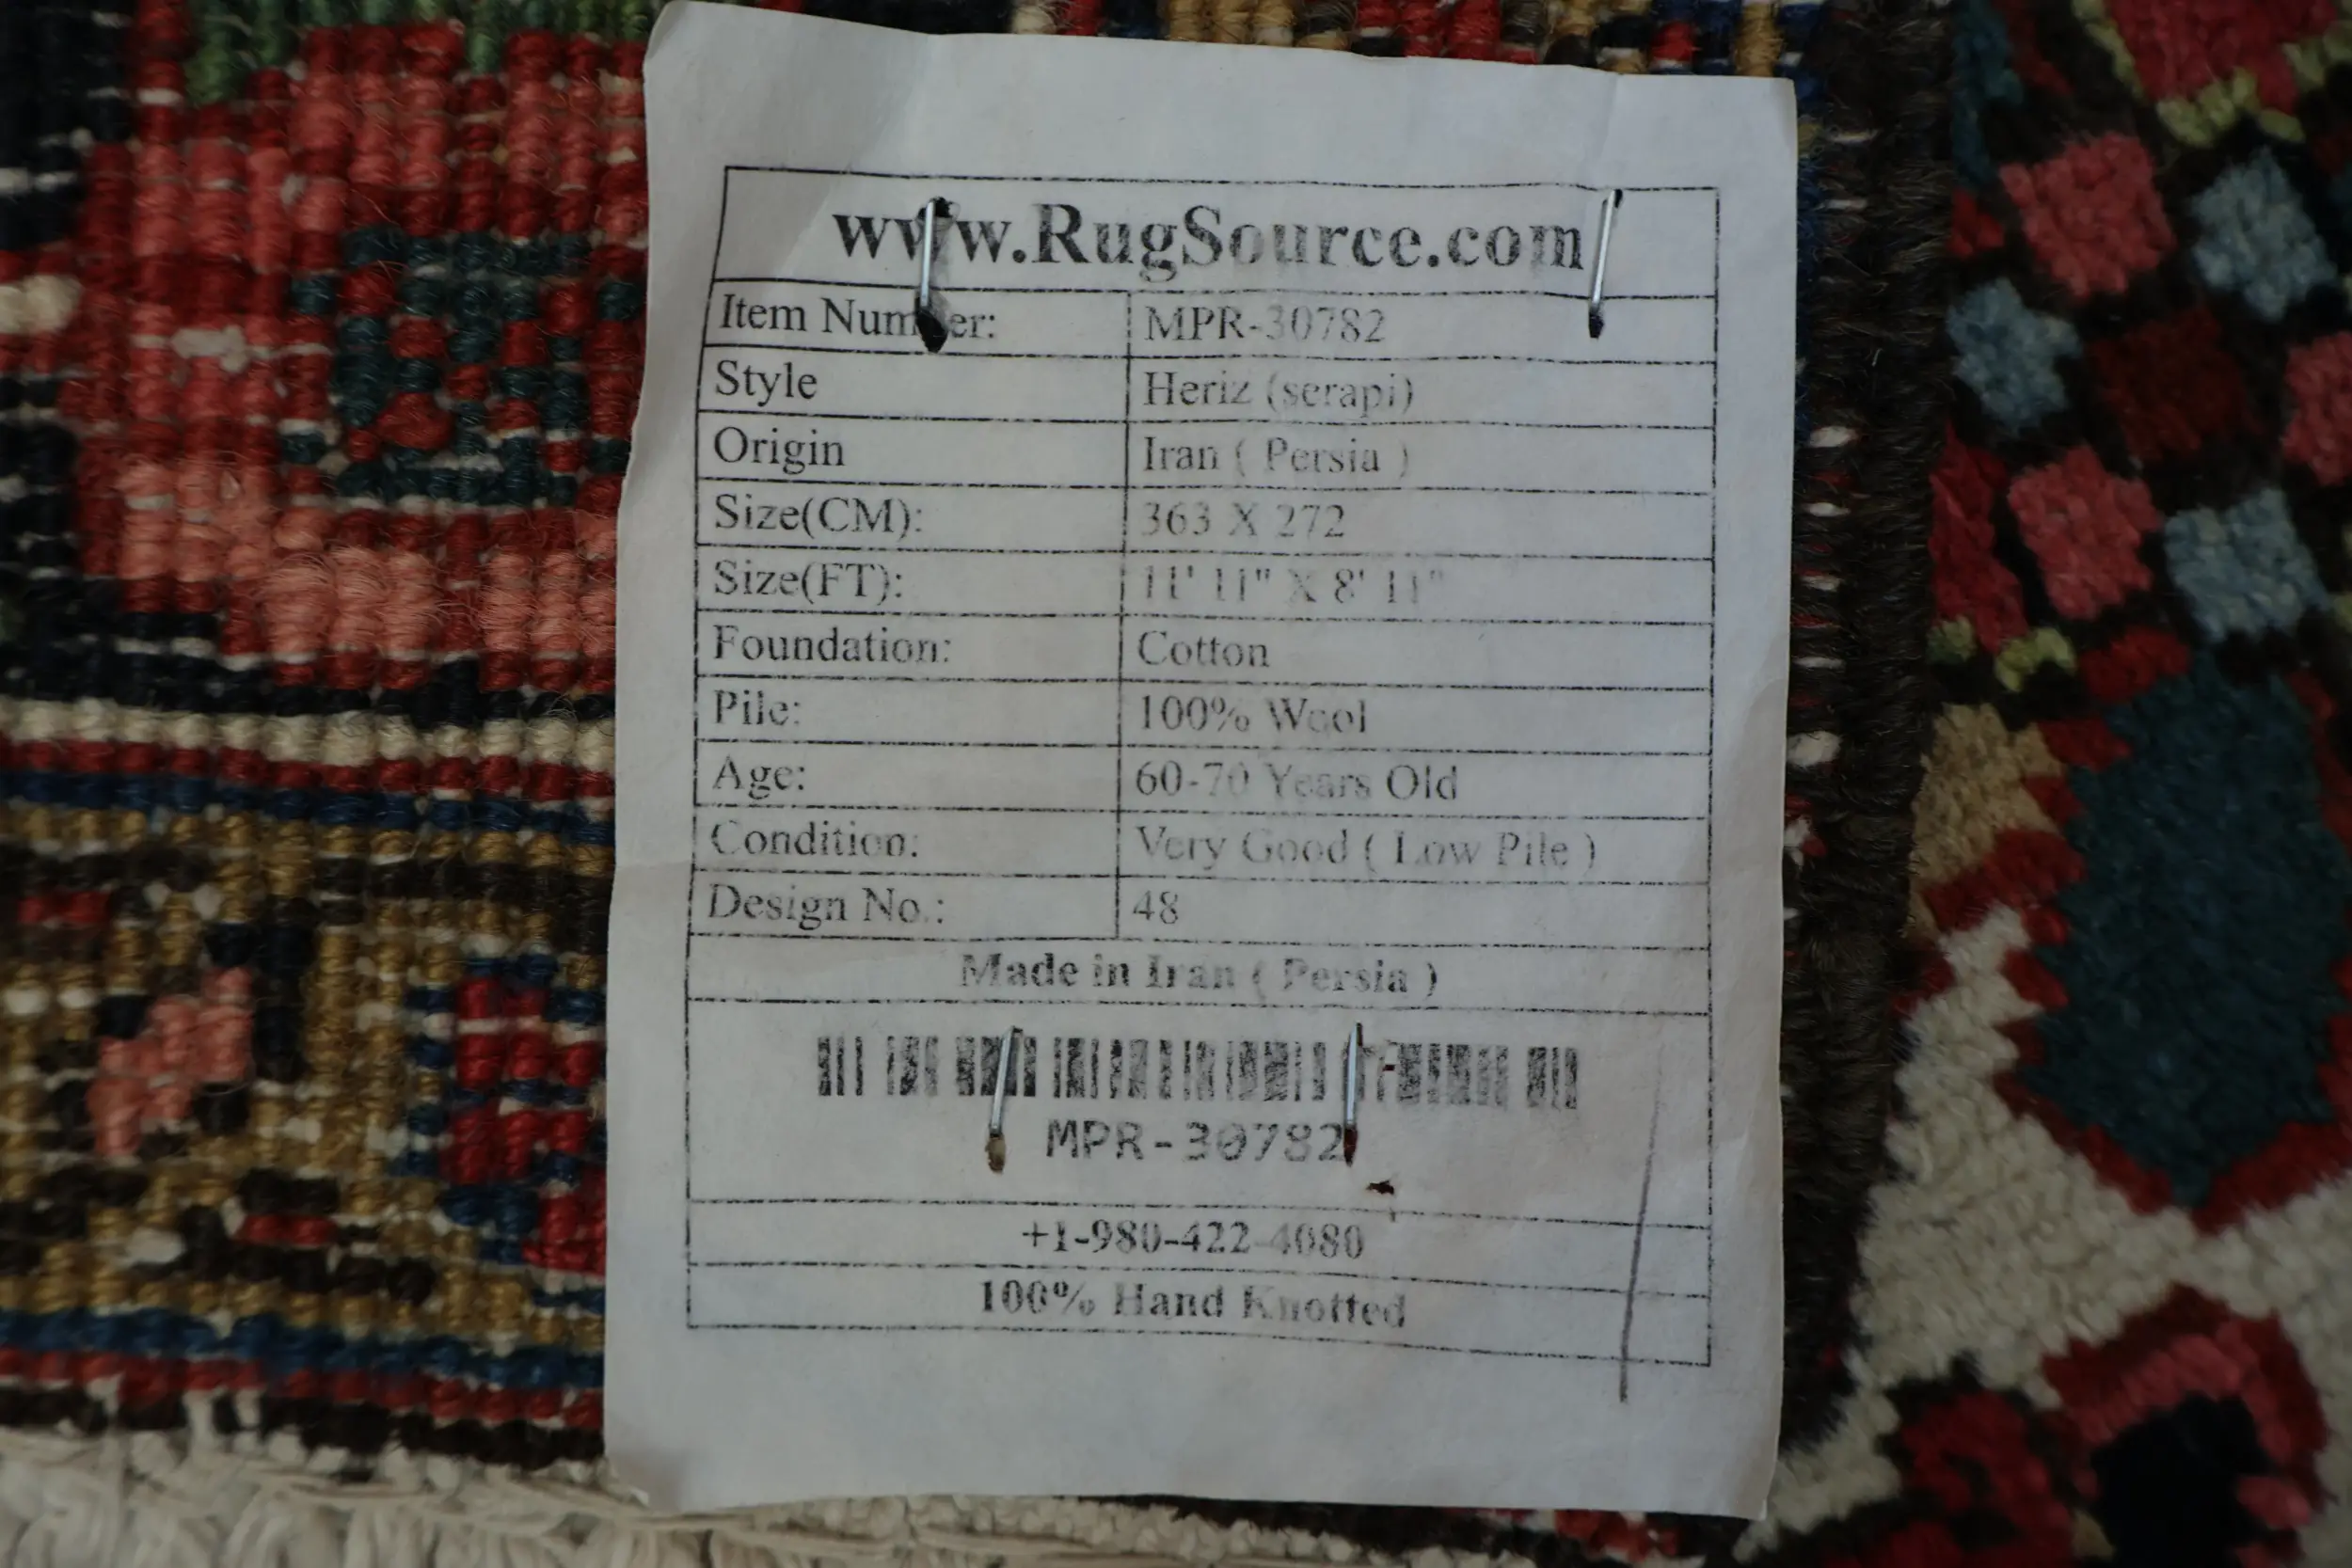 www.RugSource.com
Item Number: MPR-30782
Style Heriz (serapi)
Origin Iran ( Persia )
Size(CM): 363 X 272
Size(FT): 11' 11" X 8' 11"
Foundation: Cotton
Pile: 100% Wool
Age: 60-70 Years Old
Condition: Very Good ( Low Pile )
Design No.: 48
Made in Iran ( Persia )
MPR-30782
+1-980-422-4080
100% Hand Knotted